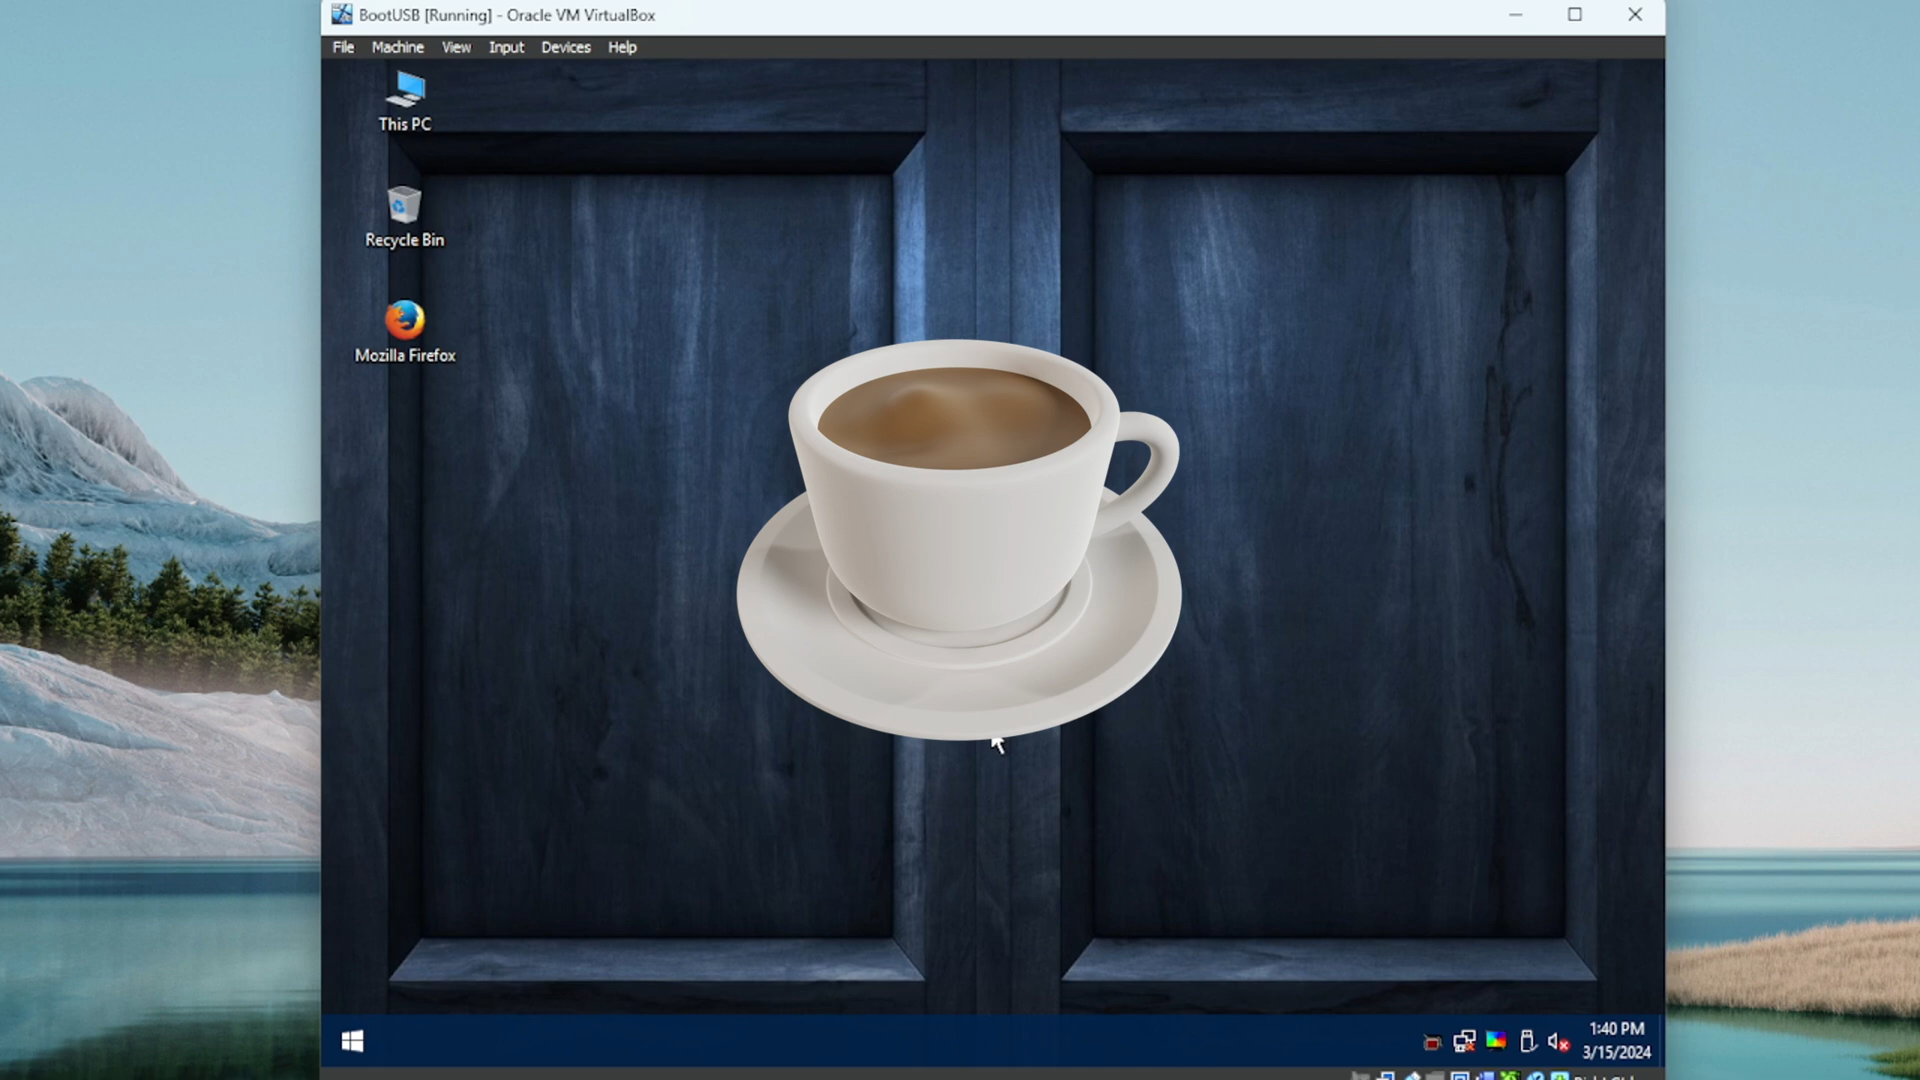 BootUSB [Running] - Oracle VM VirtualBox
File Machine View Input Devices Help
This PC
Recycle Bin
Mozilla Firefox
1:40 PM
3/15/2024